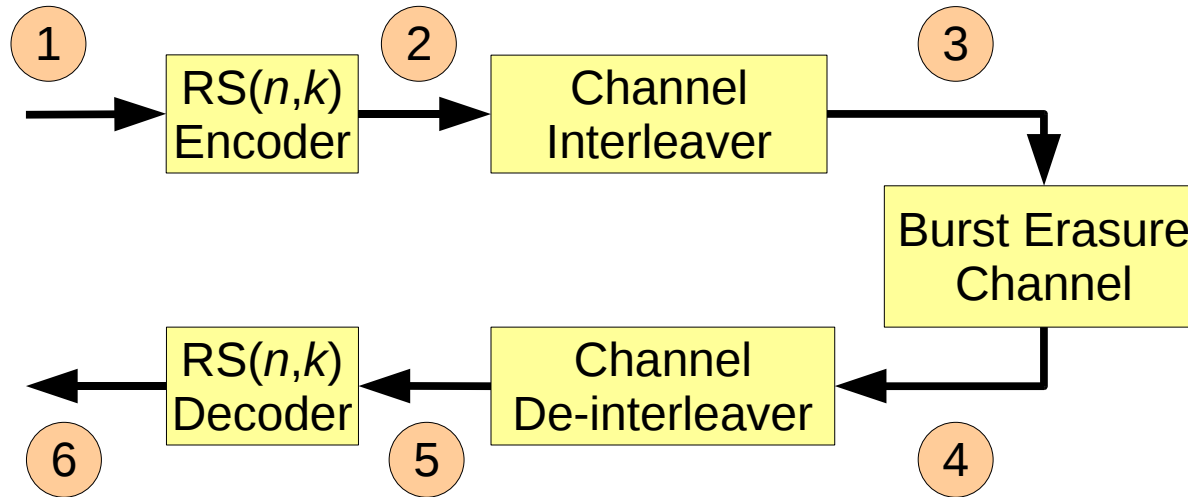 1
2
3
RS(n,k)
Encoder
Channel
Interleaver
Burst Erasure
Channel
RS(n,k)
Decoder
Channel
De-interleaver
6
5
4